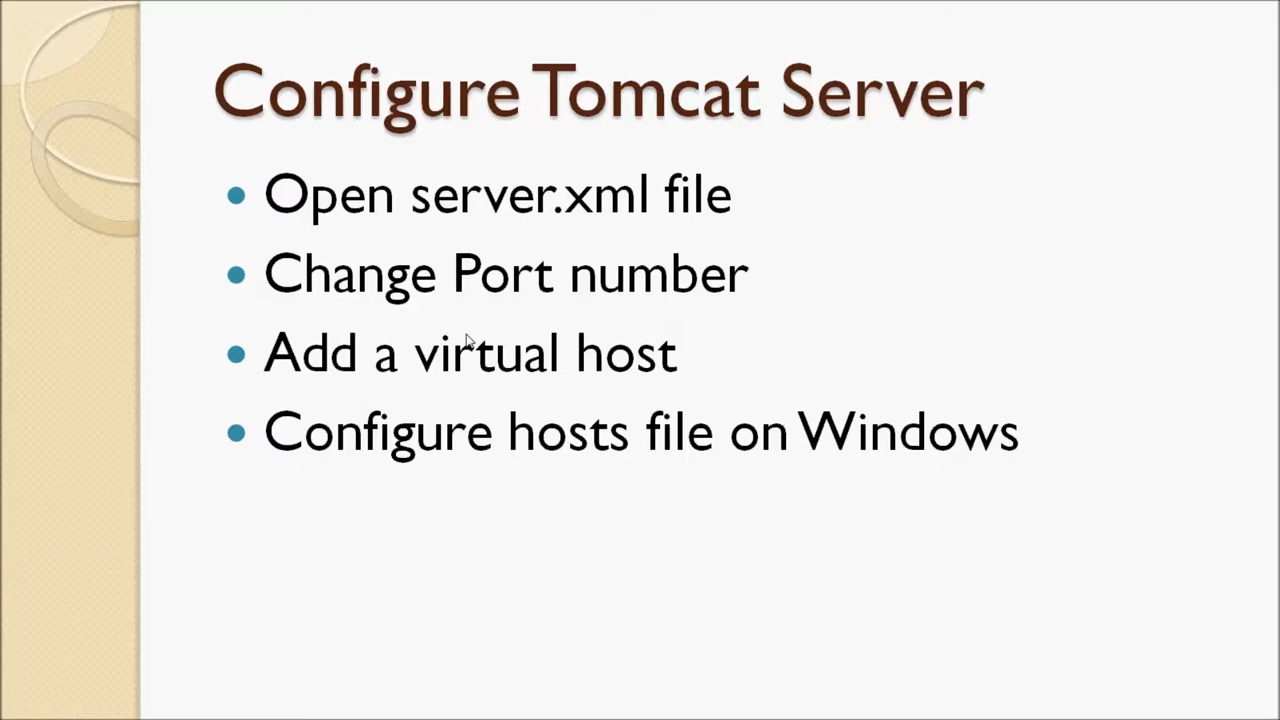 Configure Tomcat Server
Open server.xml file
Change Port number
Add a virtual host
Configure hosts file on Windows